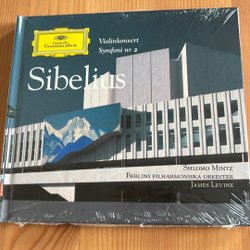 Deutsche
Grammophon
Violinkonsert
Symfoni nr 2
Sibelius
Shlomo Mintz
Berlins filharmoniska orkester
James Levine